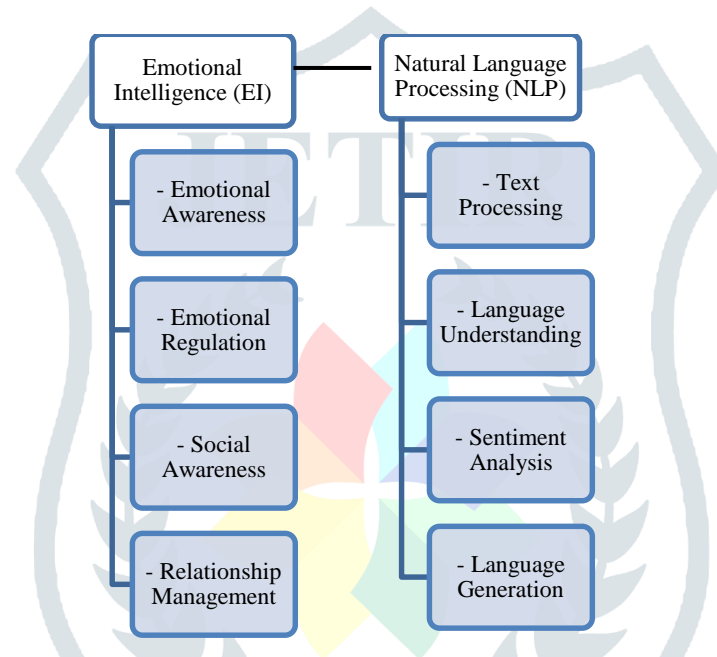 Emotional
Intelligence (EI)
- Emotional
Awareness
- Emotional
Regulation
- Social
Awareness
- Relationship
Management
Natural Language
Processing (NLP)
- Text
Processing
- Language
Understanding
- Sentiment
Analysis
- Language
Generation
JETIR